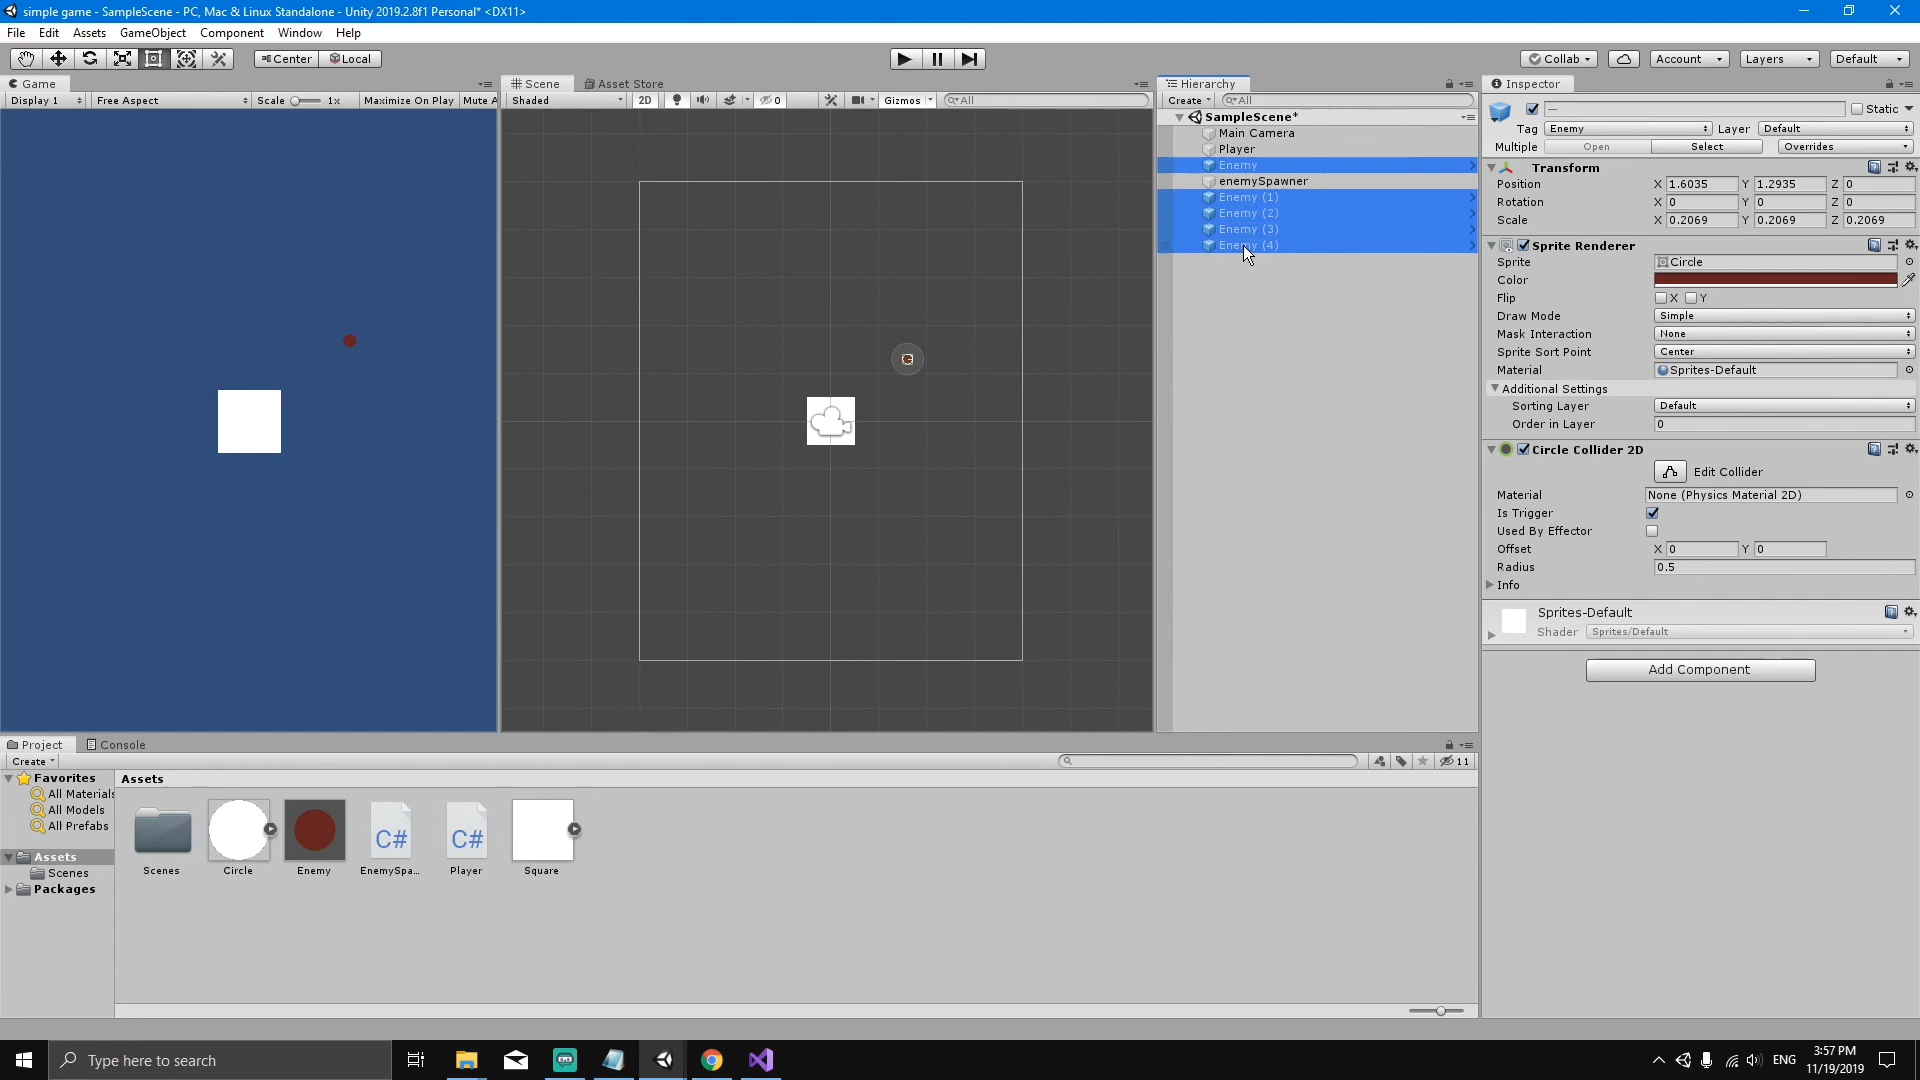 simple game - SampleScene - PC, Mac & Linux Standalone - Unity 2019.2.8f1 Personal* <DX11>
File Edit Assets GameObject Component Window Help
Center Local
Collab Account Layers Default
Game
Display 1 Free Aspect Scale 1x Maximize On Play Mute A
Scene Asset Store
Shaded 2D 0 Gizmos All
Hierarchy
Create All
SampleScene*
Main Camera
Player
Enemy
enemySpawner
Enemy (1)
Enemy (2)
Enemy (3)
Enemy (4)
Inspector
— Static
Tag Enemy Layer Default
Multiple Open Select Overrides
Transform
Position X 1.6035 Y 1.2935 Z 0
Rotation X 0 Y 0 Z 0
Scale X 0.2069 Y 0.2069 Z 0.2069
Sprite Renderer
Sprite Circle
Color
Flip X Y
Draw Mode Simple
Mask Interaction None
Sprite Sort Point Center
Material Sprites-Default
Additional Settings
Sorting Layer Default
Order in Layer 0
Circle Collider 2D
Edit Collider
Material None (Physics Material 2D)
Is Trigger
Used By Effector
Offset X 0 Y 0
Radius 0.5
Info
Sprites-Default
Shader Sprites/Default
Add Component
Project Console
Create 11
Favorites
All Materials
All Models
All Prefabs
Assets
Scenes
Packages
Assets
C# C#
Scenes Circle Enemy EnemySpa... Player Square
Type here to search
ENG
3:57 PM
11/19/2019